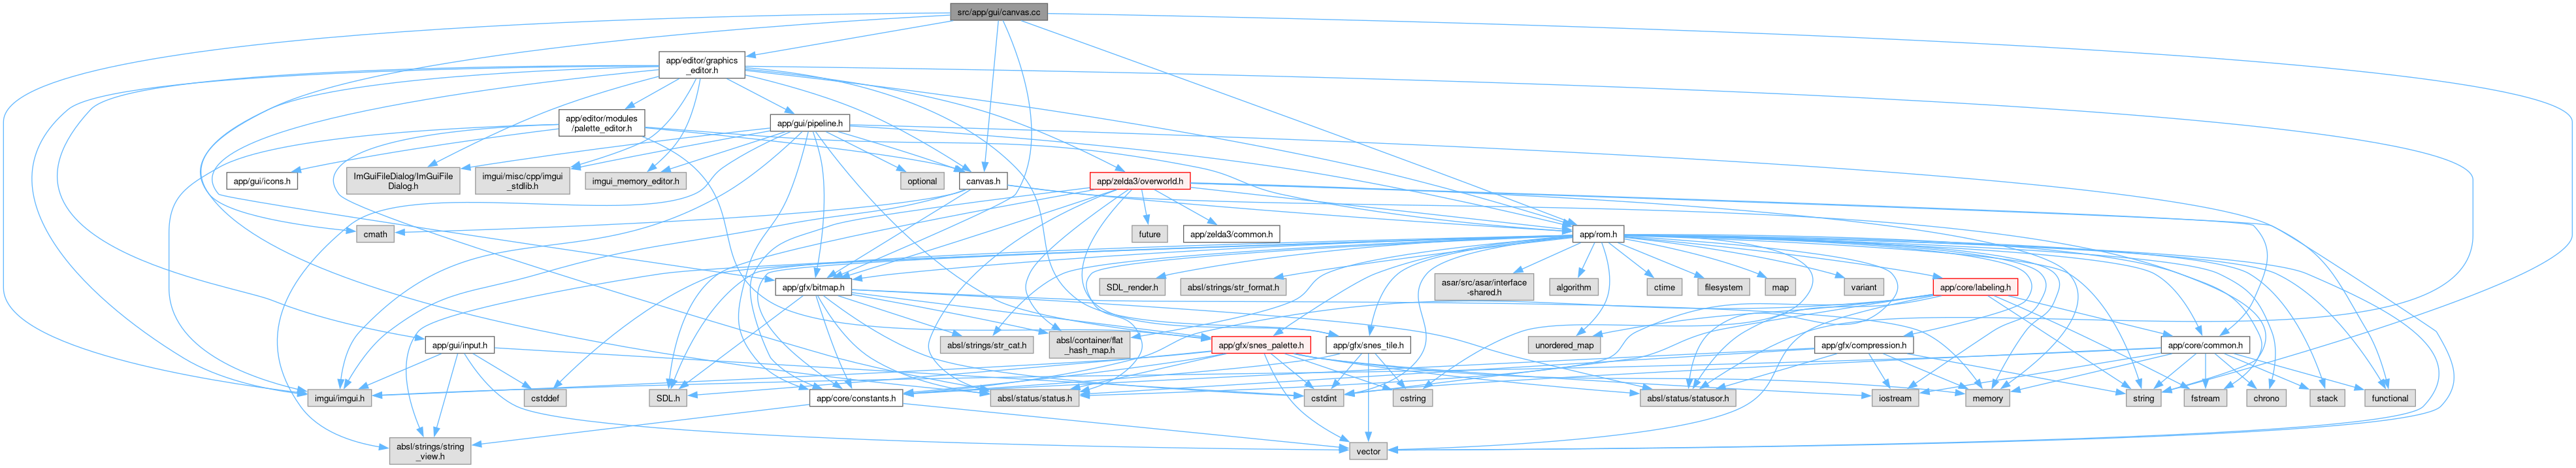 src/app/gui/canvas.cc
app/editor/graphics
_editor.h
app/editor/modules
/palette_editor.h
app/gui/pipeline.h
app/gui/icons.h
ImGuiFileDialog/ImGuiFile
Dialog.h
imgui/misc/cpp/imgui
_stdlib.h
imgui_memory_editor.h
optional
canvas.h
app/zelda3/overworld.h
cmath
future
app/zelda3/common.h
app/rom.h
app/gfx/bitmap.h
SDL_render.h
absl/strings/str_format.h
asar/src/asar/interface
-shared.h
algorithm
ctime
filesystem
map
variant
app/core/labeling.h
app/gui/input.h
absl/strings/str_cat.h
absl/container/flat
_hash_map.h
app/gfx/snes_palette.h
app/gfx/snes_tile.h
unordered_map
app/gfx/compression.h
app/core/common.h
imgui/imgui.h
cstddef
SDL.h
app/core/constants.h
absl/status/status.h
cstdint
cstring
absl/status/statusor.h
iostream
memory
string
fstream
chrono
stack
functional
absl/strings/string
_view.h
vector